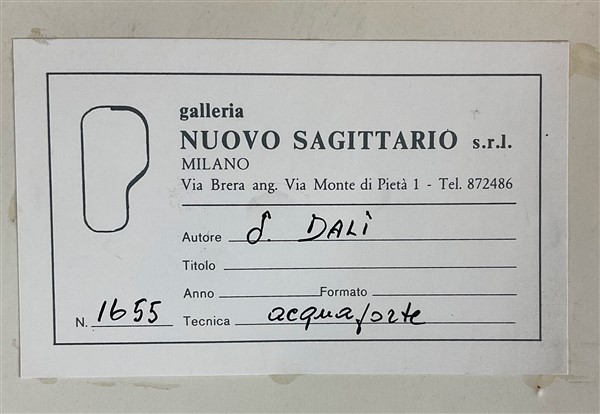 galleria
NUOVO SAGITTARIO s.r.l.
MILANO
Via Brera ang. Via Monte di Pietà 1 - Tel. 872486
Autore S. DALÌ
Titolo
Anno Formato
N. 1655 Tecnica acquaforte